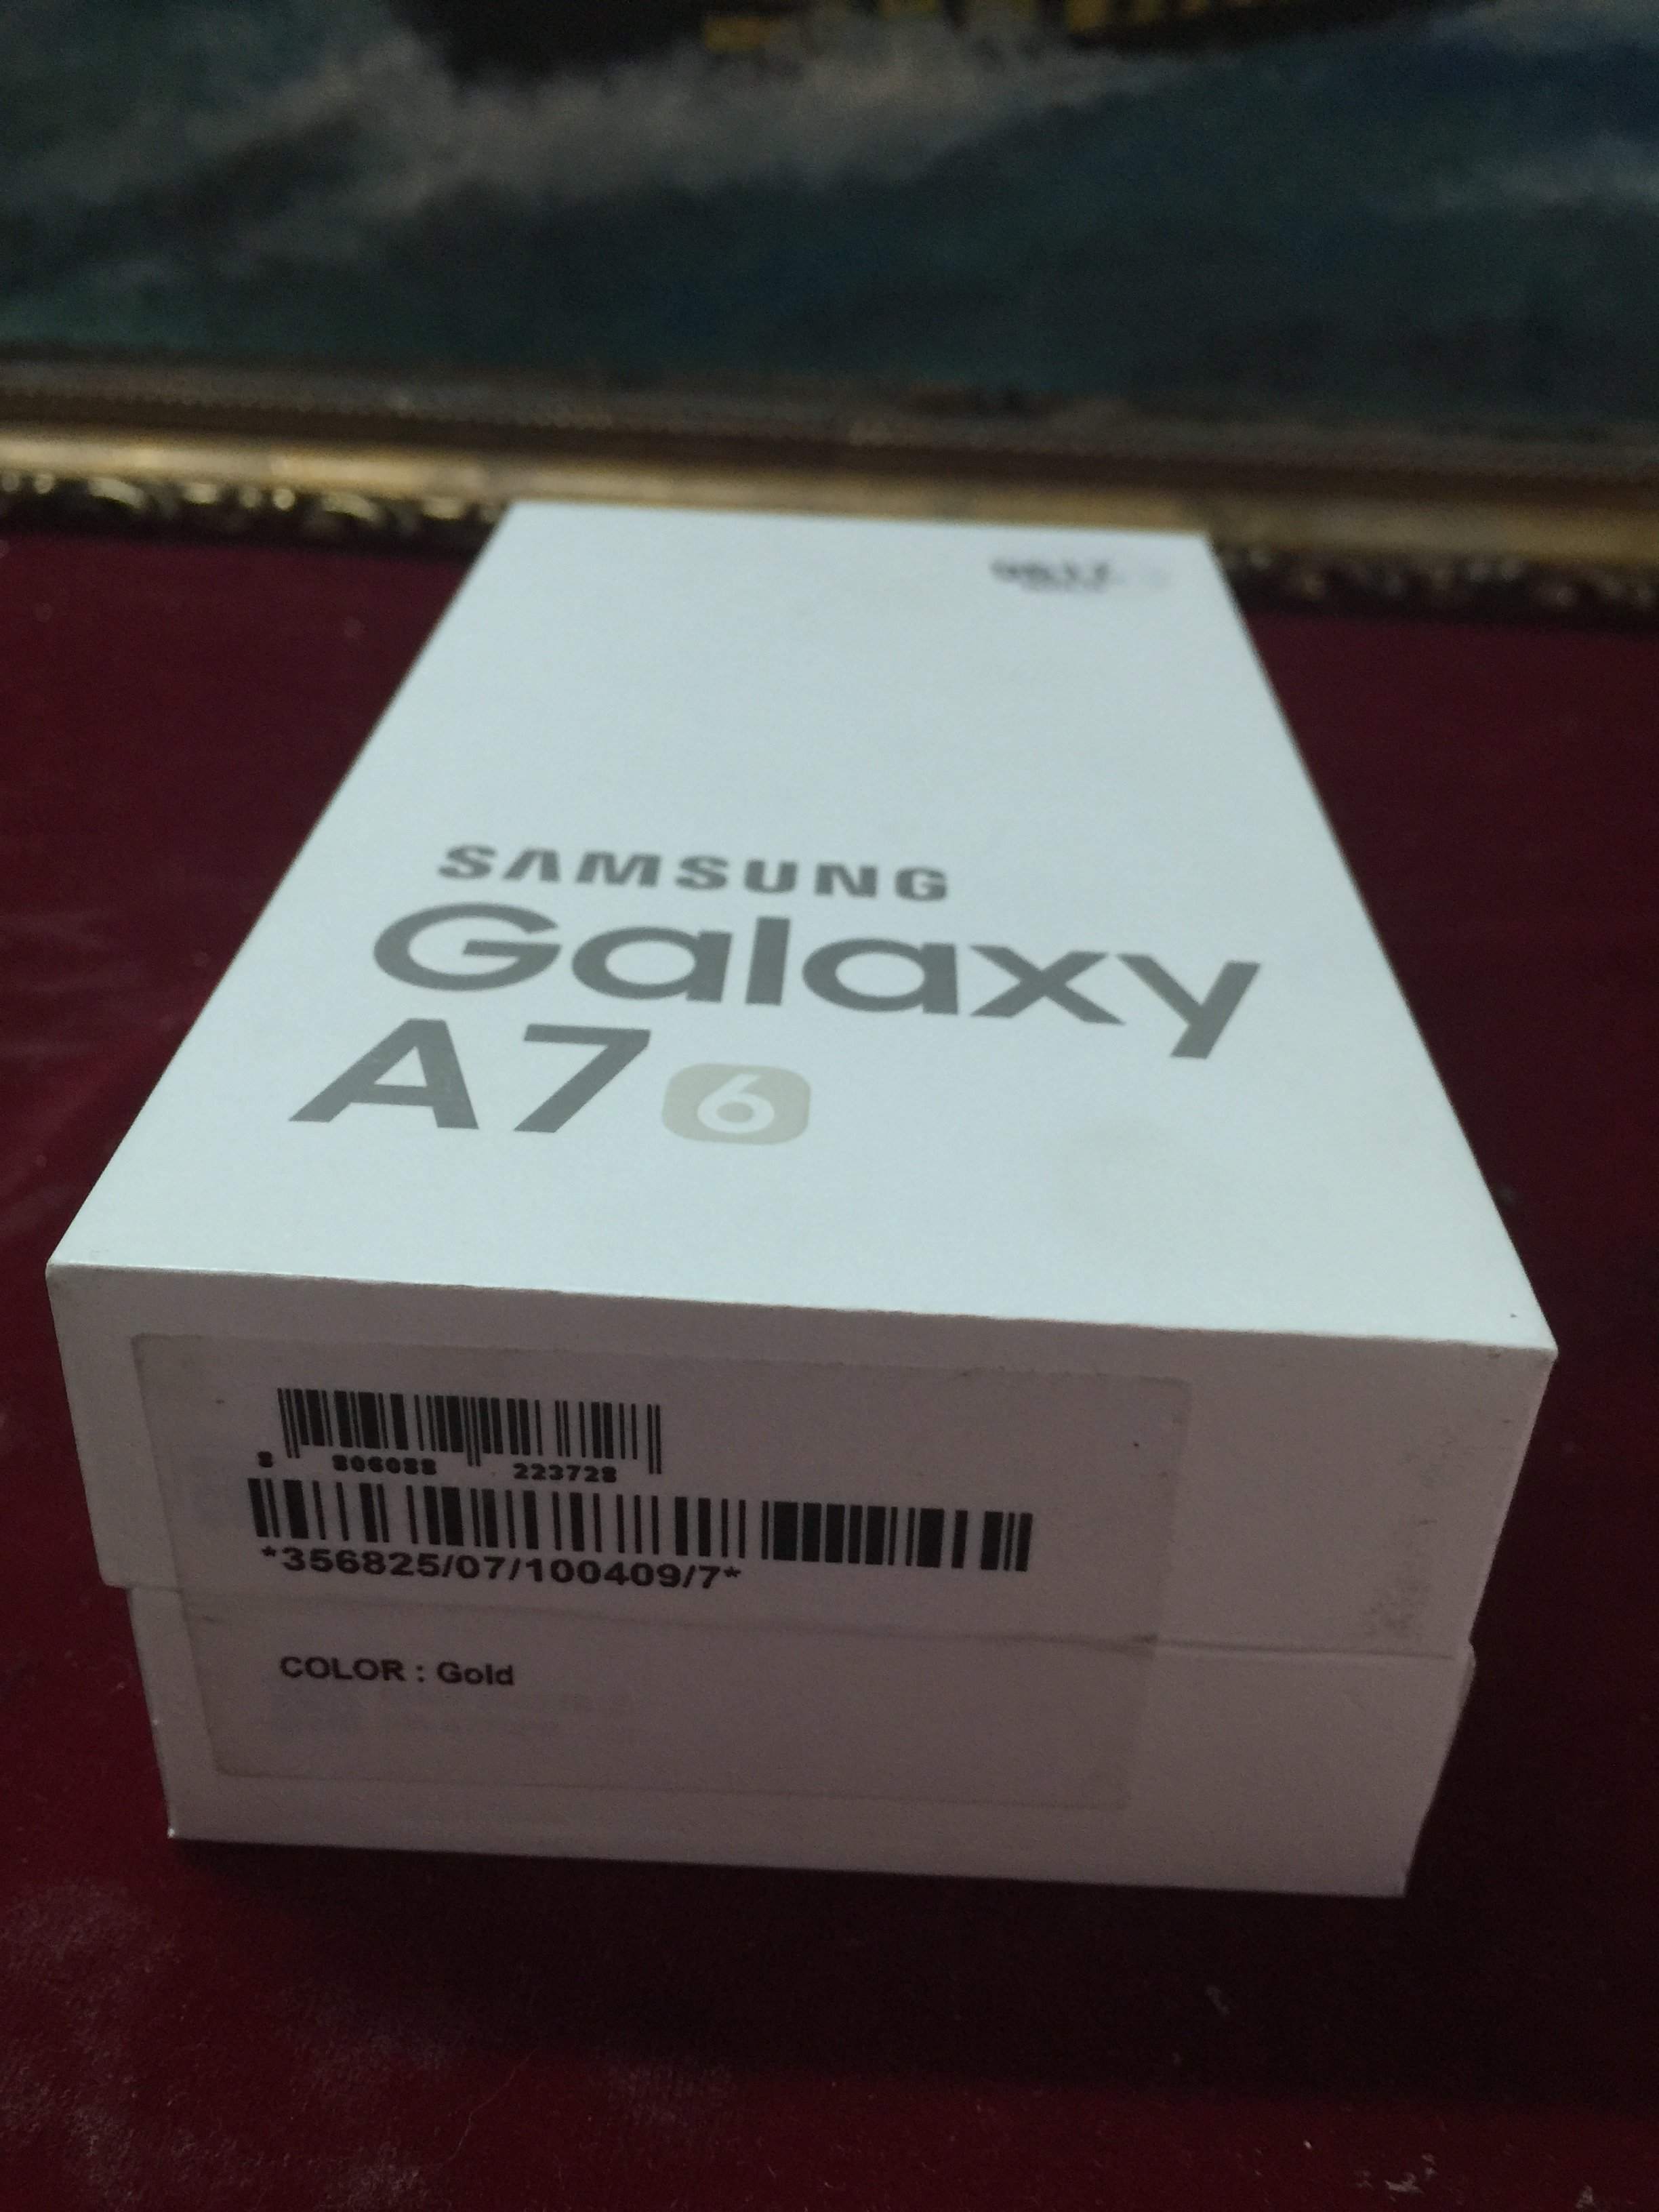 SAMSUNG
Galaxy
A7 6
8 806088 223728
*356825/07/100409/7*
COLOR : Gold